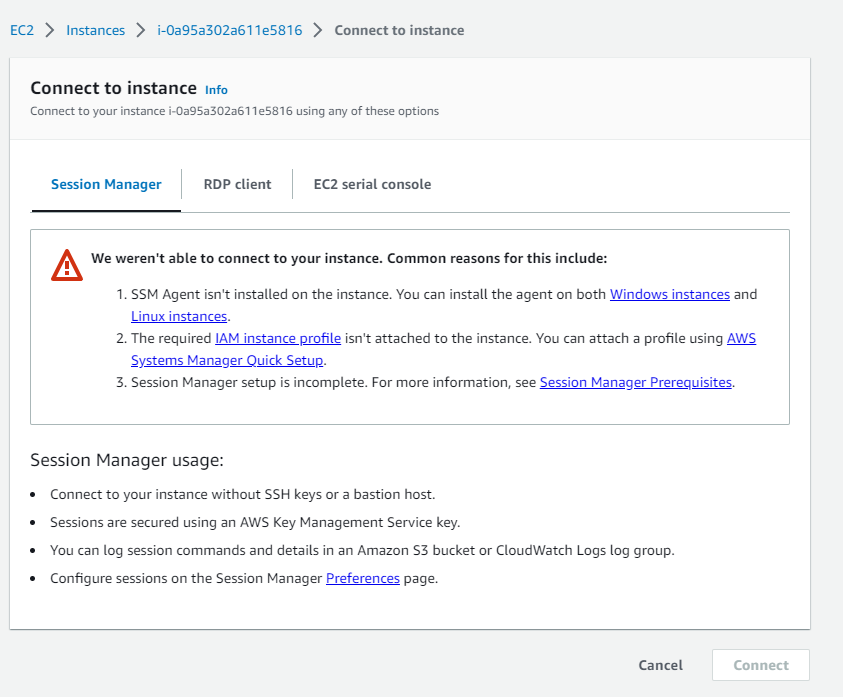 EC2 > Instances > i-0a95a302a611e5816 > Connect to instance
Connect to instance Info
Connect to your instance i-0a95a302a611e5816 using any of these options
Session Manager RDP client EC2 serial console
We weren't able to connect to your instance. Common reasons for this include:
1. SSM Agent isn't installed on the instance. You can install the agent on both Windows instances and
Linux instances.
2. The required IAM instance profile isn't attached to the instance. You can attach a profile using AWS
Systems Manager Quick Setup.
3. Session Manager setup is incomplete. For more information, see Session Manager Prerequisites.
Session Manager usage:
• Connect to your instance without SSH keys or a bastion host.
• Sessions are secured using an AWS Key Management Service key.
• You can log session commands and details in an Amazon S3 bucket or CloudWatch Logs log group.
• Configure sessions on the Session Manager Preferences page.
Cancel Connect